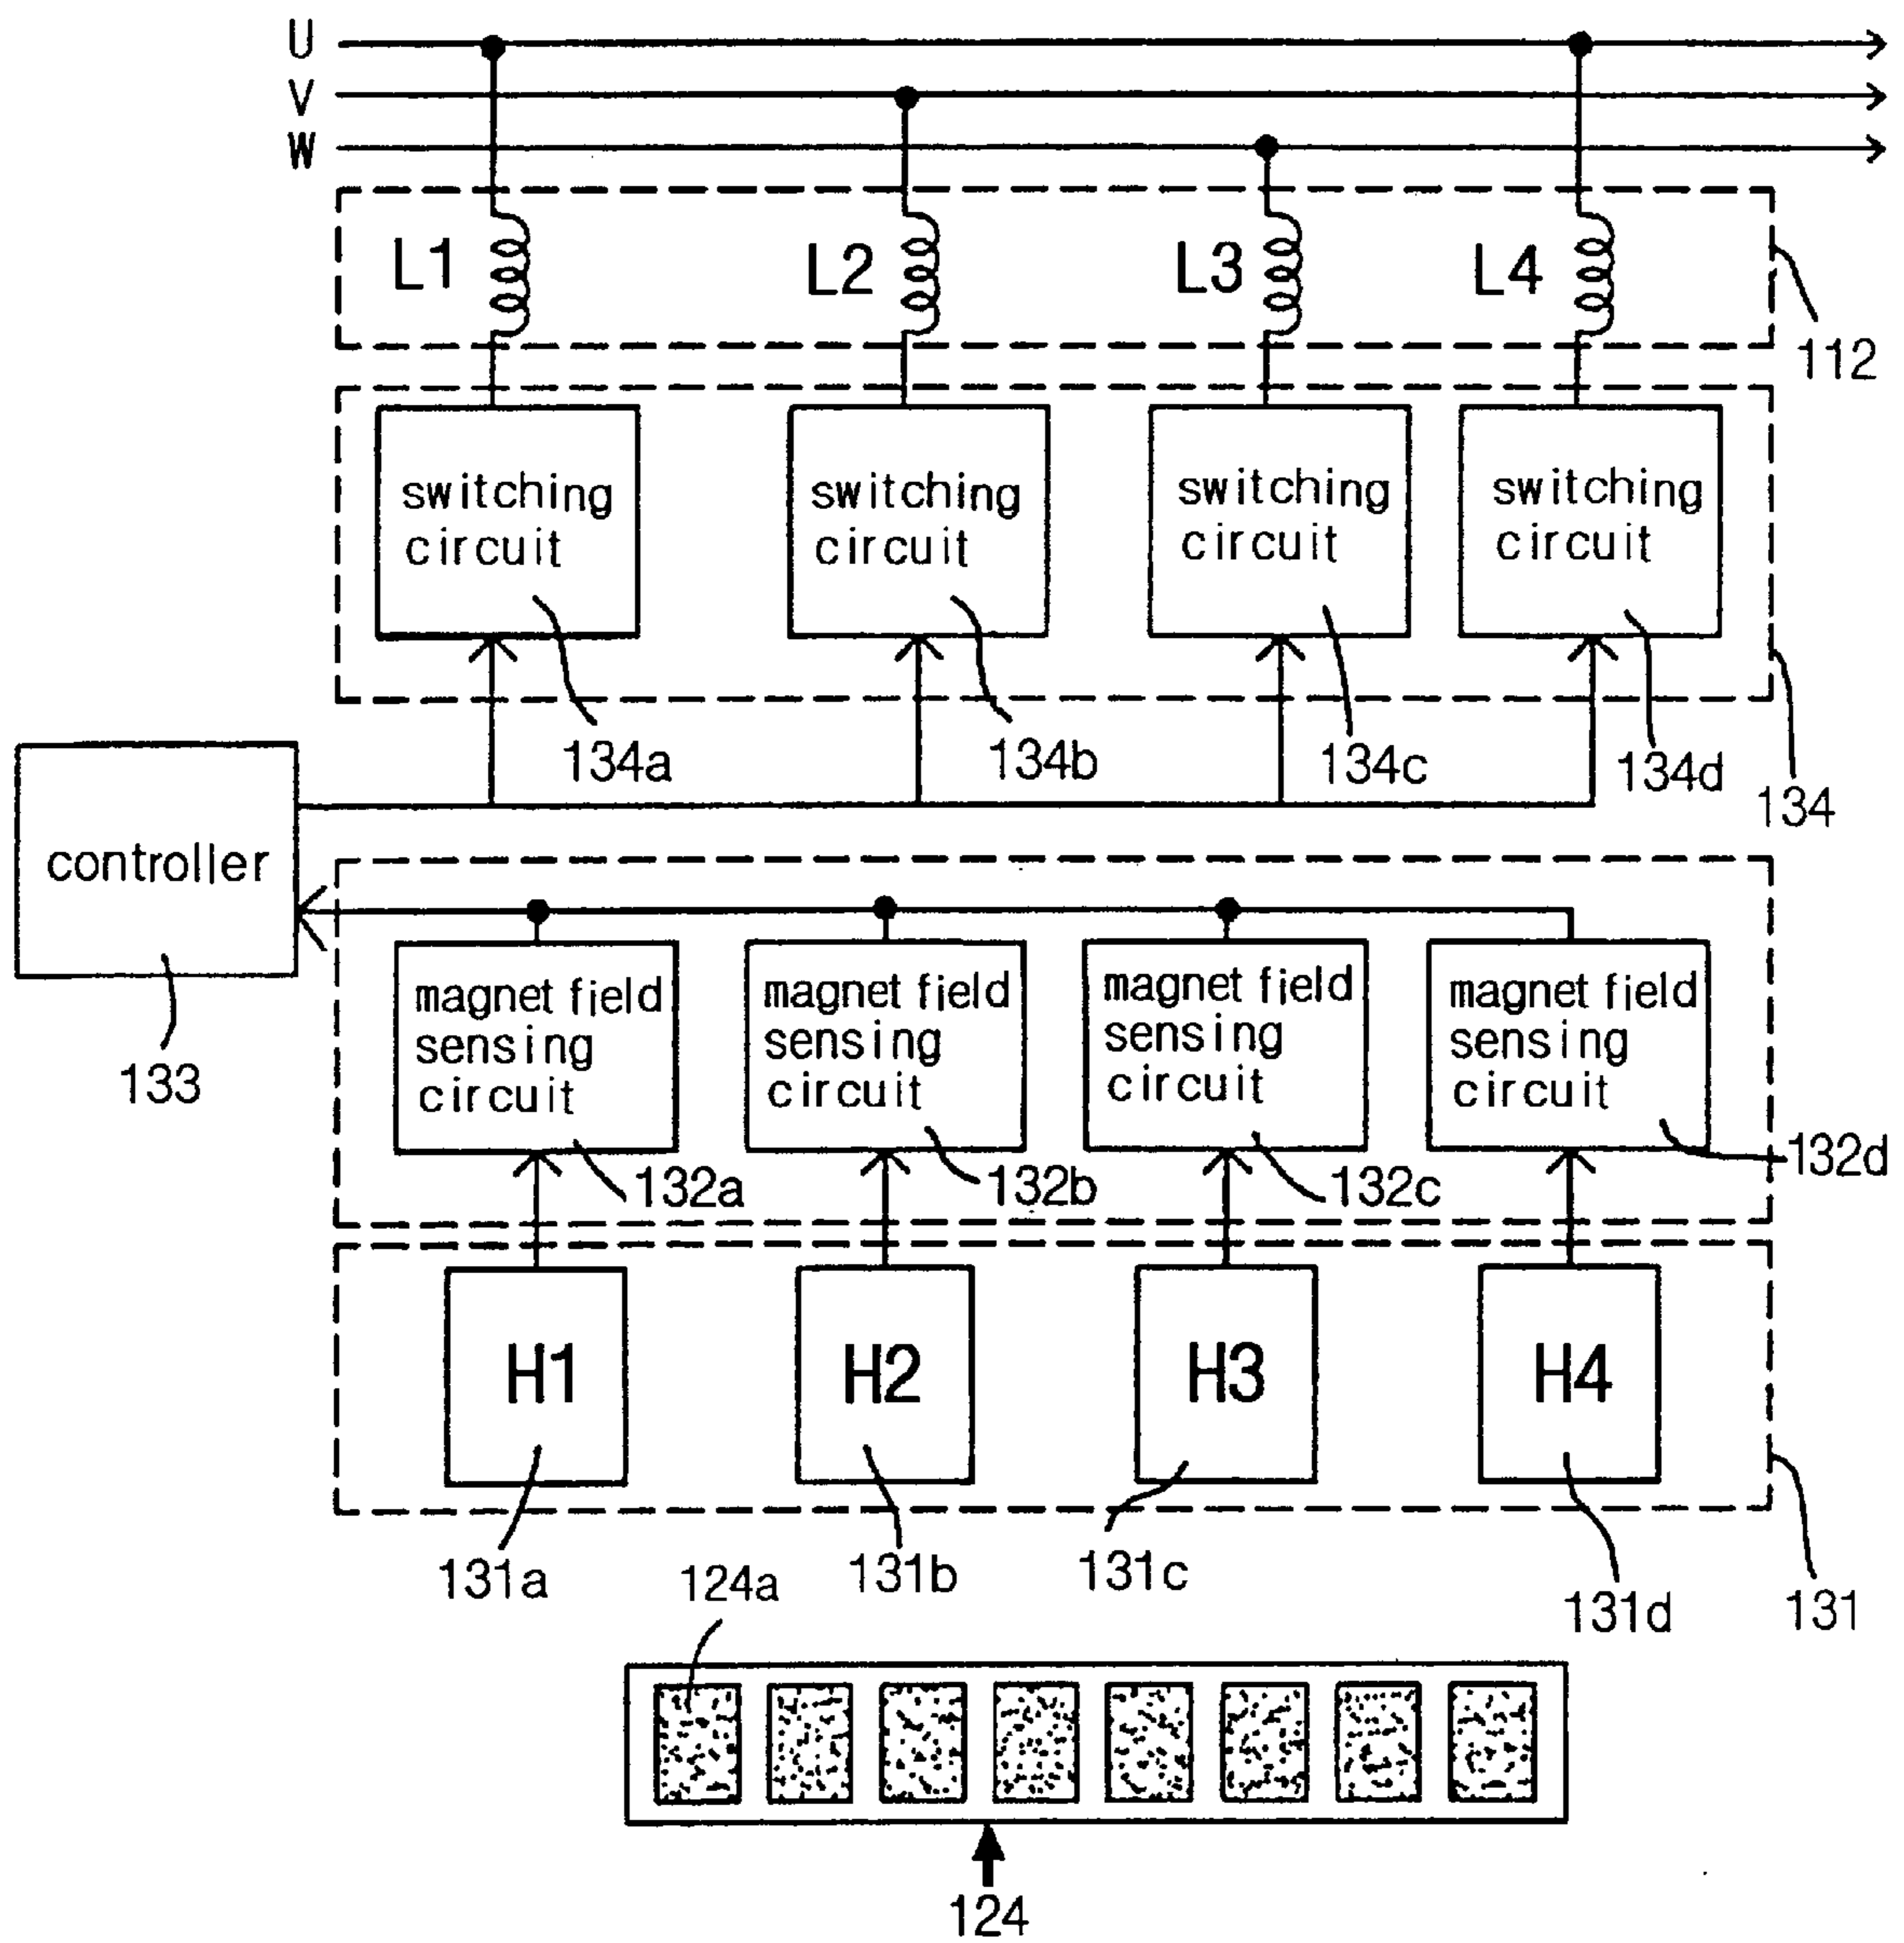 U
V
W
L1 L2 L3 L4
112
switching circuit
switching circuit
switching circuit
switching circuit
134a 134b 134c 134d
134
controller
133
magnet field sensing circuit
magnet field sensing circuit
magnet field sensing circuit
magnet field sensing circuit
132a 132b 132c 132d
H1 H2 H3 H4
131a 131b 131c 131d 131
124a
124